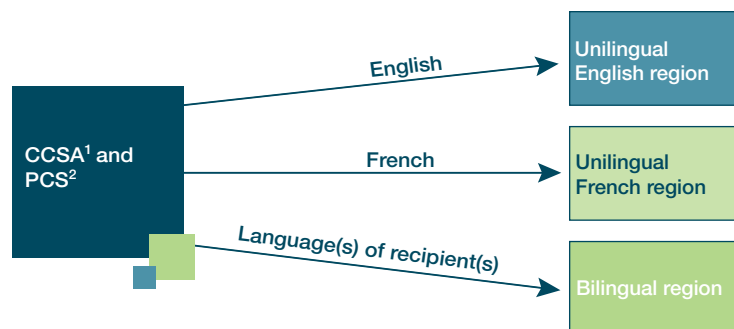 CCSA¹ and
PCS²
English
Unilingual
English region
French
Unilingual
French region
Language(s) of recipient(s)
Bilingual region